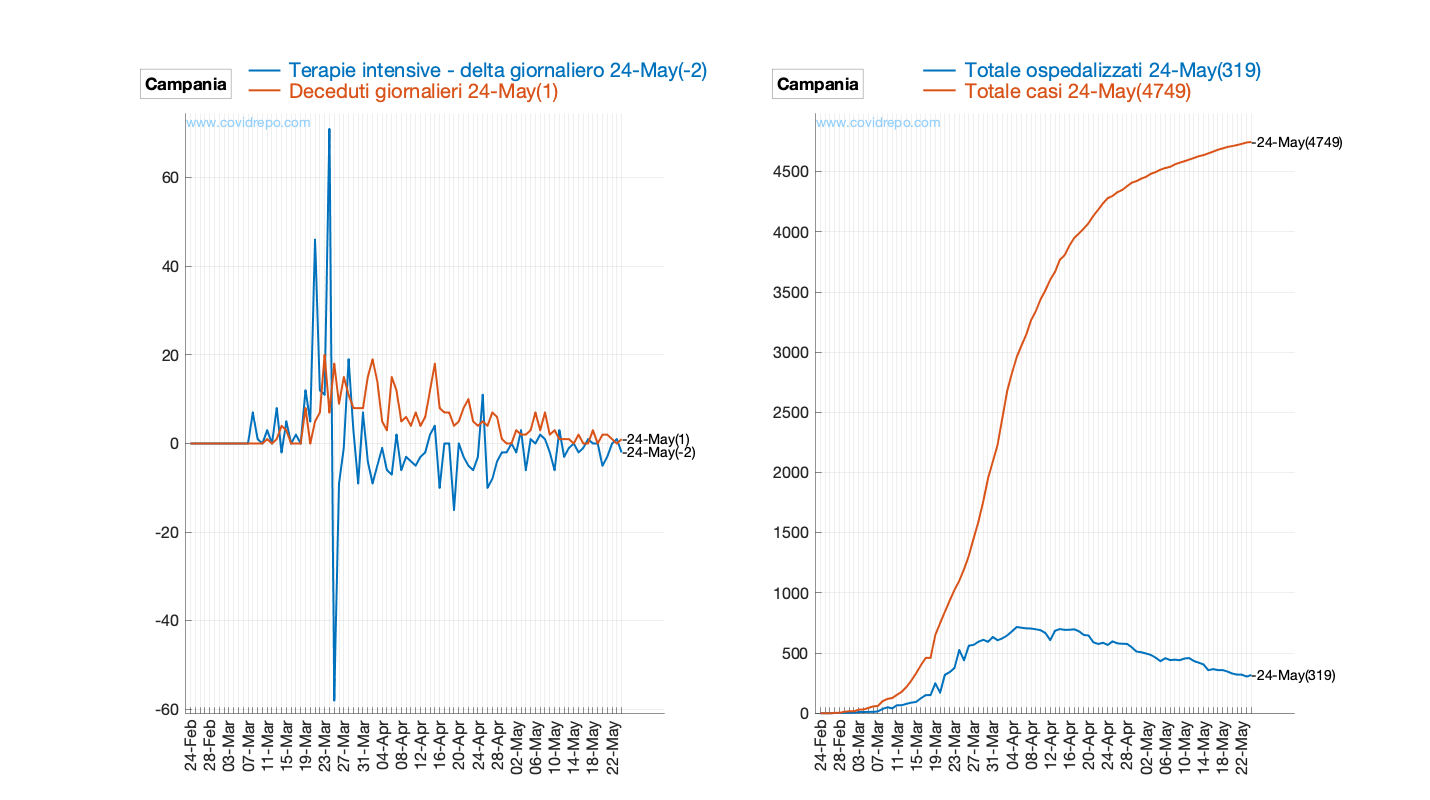 Campania
Terapie intensive - delta giornaliero 24-May(-2)
Deceduti giornalieri 24-May(1)
www.covidrepo.com
60
40
20
0
-20
-40
-60
24-May(1)
24-May(-2)
24-Feb
28-Feb
03-Mar
07-Mar
11-Mar
15-Mar
19-Mar
23-Mar
27-Mar
31-Mar
04-Apr
08-Apr
12-Apr
16-Apr
20-Apr
24-Apr
28-Apr
02-May
06-May
10-May
14-May
18-May
22-May
Campania
Totale ospedalizzati 24-May(319)
Totale casi 24-May(4749)
www.covidrepo.com
4500
4000
3500
3000
2500
2000
1500
1000
500
0
24-May(4749)
24-May(319)
24-Feb
28-Feb
03-Mar
07-Mar
11-Mar
15-Mar
19-Mar
23-Mar
27-Mar
31-Mar
04-Apr
08-Apr
12-Apr
16-Apr
20-Apr
24-Apr
28-Apr
02-May
06-May
10-May
14-May
18-May
22-May